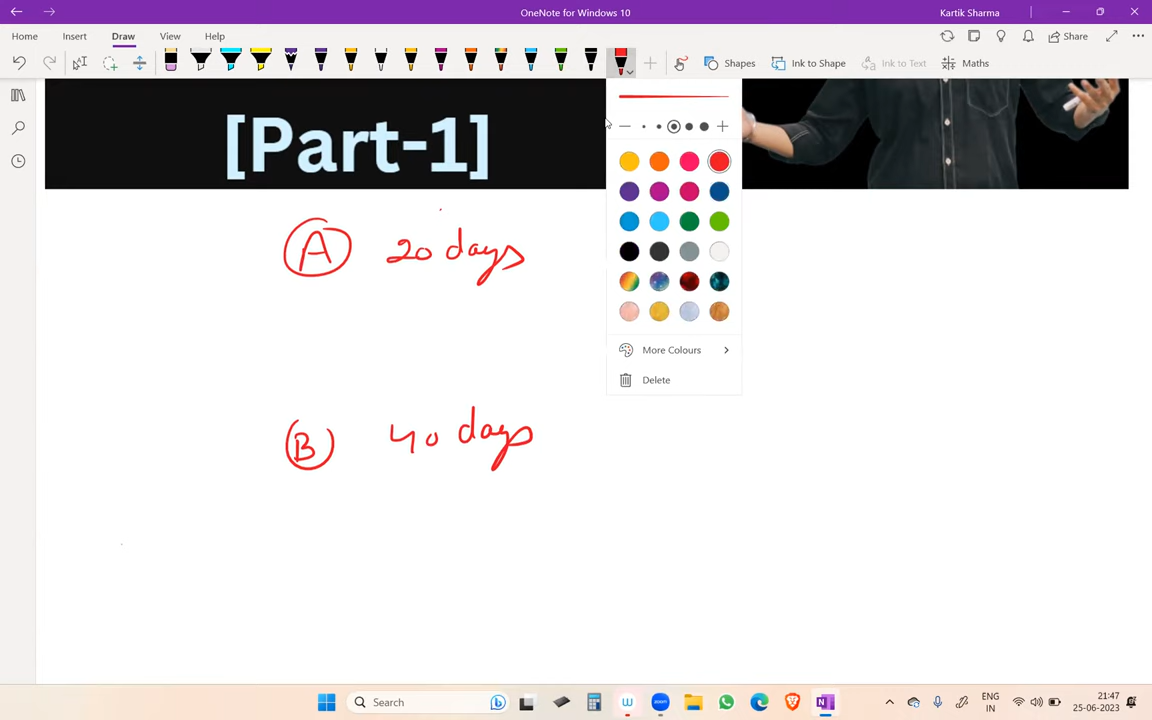 OneNote for Windows 10
Kartik Sharma
Home Insert Draw View Help
Share
Shapes Ink to Shape Ink to Text Maths
[Part-1]
A 20 days
More Colours
Delete
B 40 days
Search
ENG
IN
21:47
25-06-2023